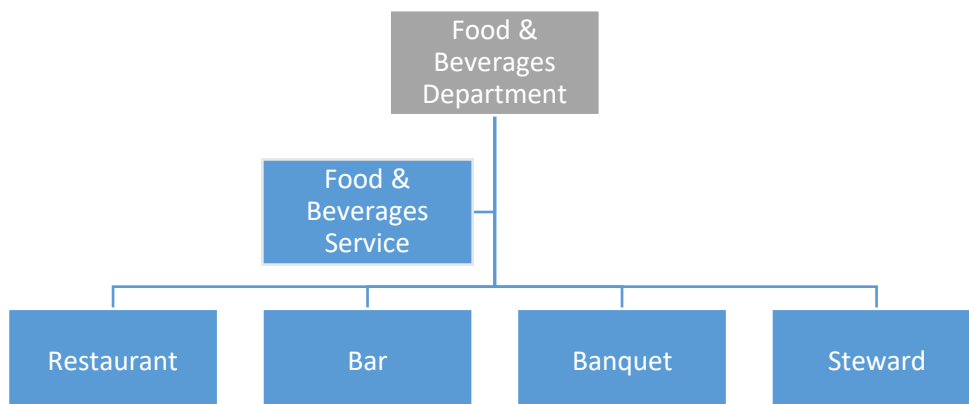 Food &
Beverages
Department
Food &
Beverages
Service
Restaurant
Bar
Banquet
Steward